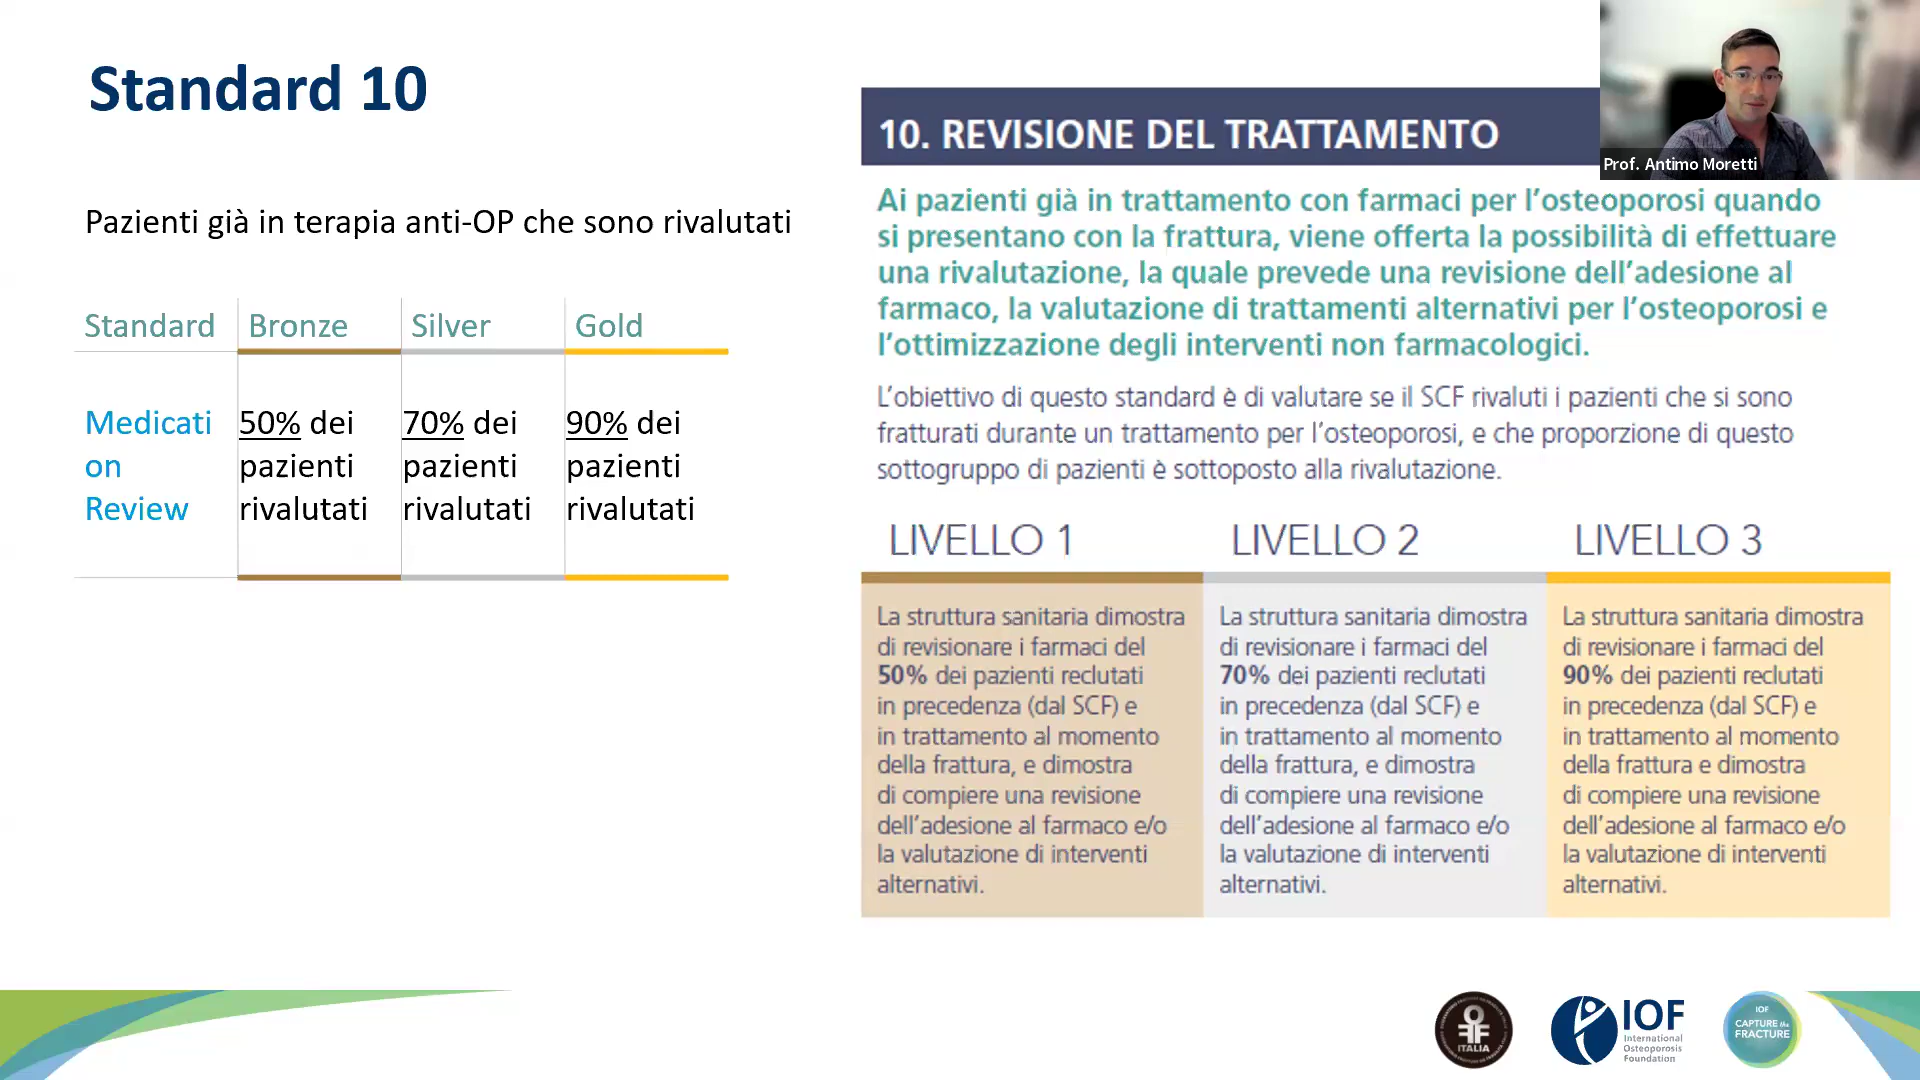 Standard 10
Pazienti già in terapia anti-OP che sono rivalutati
Standard Bronze Silver Gold
Medicati
on
Review
50% dei
pazienti
rivalutati
70% dei
pazienti
rivalutati
90% dei
pazienti
rivalutati
10. REVISIONE DEL TRATTAMENTO
Prof. Antimo Moretti
Ai pazienti già in trattamento con farmaci per l’osteoporosi quando
si presentano con la frattura, viene offerta la possibilità di effettuare
una rivalutazione, la quale prevede una revisione dell’adesione al
farmaco, la valutazione di trattamenti alternativi per l’osteoporosi e
l’ottimizzazione degli interventi non farmacologici.
L’obiettivo di questo standard è di valutare se il SCF rivaluti i pazienti che si sono
fratturati durante un trattamento per l’osteoporosi, e che proporzione di questo
sottogruppo di pazienti è sottoposto alla rivalutazione.
LIVELLO 1
La struttura sanitaria dimostra
di revisionare i farmaci del
50% dei pazienti reclutati
in precedenza (dal SCF) e
in trattamento al momento
della frattura, e dimostra
di compiere una revisione
dell’adesione al farmaco e/o
la valutazione di interventi
alternativi.
LIVELLO 2
La struttura sanitaria dimostra
di revisionare i farmaci del
70% dei pazienti reclutati
in precedenza (dal SCF) e
in trattamento al momento
della frattura, e dimostra
di compiere una revisione
dell’adesione al farmaco e/o
la valutazione di interventi
alternativi.
LIVELLO 3
La struttura sanitaria dimostra
di revisionare i farmaci del
90% dei pazienti reclutati
in precedenza (dal SCF) e
in trattamento al momento
della frattura e dimostra
di compiere una revisione
dell’adesione al farmaco e/o
la valutazione di interventi
alternativi.
ITALIA
IOF
International
Osteoporosis
Foundation
IOF
CAPTURE the
FRACTURE